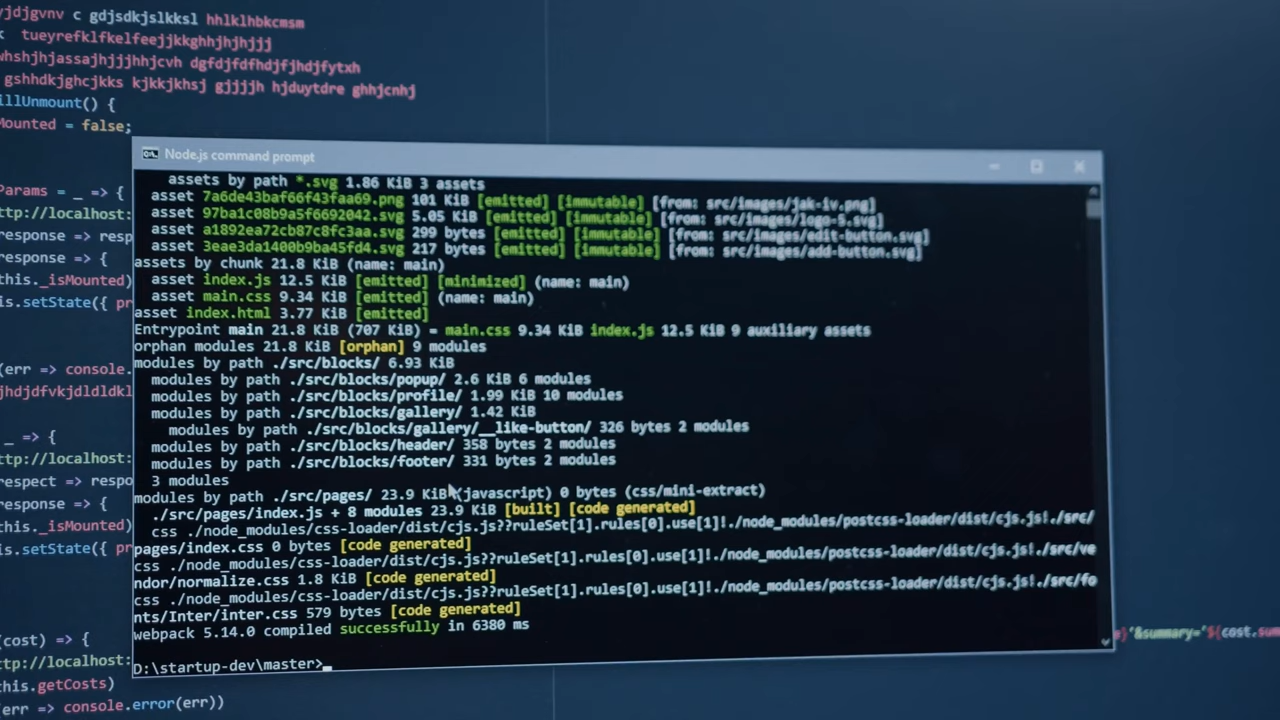 yjdjgvnv c gdjsdkjslkksl hhlklhbkcmsm
tueyrefklfkelfeejjkkghhjhjhjjj
whshjhjassajhjjjhhjcvh dgfdjfdfhdjfjhdjfytxh
gshhdkjghcjkks kjkkjkhsj gjjjjh hjduytdre ghhjcnhj
illUnmount() {
Mounted = false;
Params = _ => {
ttp://localhost:
response => resp
response => {
this._isMounted)
is.setState({ pr
(err => console.
jhdjdfvkjdldldkl
_ => {
ttp://localhost:
respect => respo
response => {
this._isMounted)
is.setState({ pr
(cost) => {
ttp://localhost:
this.getCosts)
(err => console.error(err))
Node.js command prompt
assets by path *.svg 1.86 KiB 3 assets
asset 7a6de43baf66f43faa69.png 101 KiB [emitted] [immutable] [from: src/images/jak-iv.png]
asset 97ba1c08b9a5f6692042.svg 5.05 KiB [emitted] [immutable] [from: src/images/logo-5.svg]
asset a1892ea72cb87c8fc3aa.svg 299 bytes [emitted] [immutable] [from: src/images/edit-button.svg]
asset 3eae3da1400b9ba45fd4.svg 217 bytes [emitted] [immutable] [from: src/images/add-button.svg]
assets by chunk 21.8 KiB (name: main)
asset index.js 12.5 KiB [emitted] [minimized] (name: main)
asset main.css 9.34 KiB [emitted] (name: main)
asset index.html 3.77 KiB [emitted]
Entrypoint main 21.8 KiB (707 KiB) = main.css 9.34 KiB index.js 12.5 KiB 9 auxiliary assets
orphan modules 21.8 KiB [orphan] 9 modules
modules by path ./src/blocks/ 6.93 KiB
modules by path ./src/blocks/popup/ 2.6 KiB 6 modules
modules by path ./src/blocks/profile/ 1.99 KiB 10 modules
modules by path ./src/blocks/gallery/ 1.42 KiB
modules by path ./src/blocks/gallery/__like-button/ 326 bytes 2 modules
modules by path ./src/blocks/header/ 358 bytes 2 modules
modules by path ./src/blocks/footer/ 331 bytes 2 modules
3 modules
modules by path ./src/pages/ 23.9 KiB (javascript) 0 bytes (css/mini-extract)
./src/pages/index.js + 8 modules 23.9 KiB [built] [code generated]
css ./node_modules/css-loader/dist/cjs.js??ruleSet[1].rules[0].use[1]!./node_modules/postcss-loader/dist/cjs.js!./src/
pages/index.css 0 bytes [code generated]
css ./node_modules/css-loader/dist/cjs.js??ruleSet[1].rules[0].use[1]!./node_modules/postcss-loader/dist/cjs.js!./src/ve
ndor/normalize.css 1.8 KiB [code generated]
css ./node_modules/css-loader/dist/cjs.js??ruleSet[1].rules[0].use[1]!./node_modules/postcss-loader/dist/cjs.js!./src/fo
nts/Inter/inter.css 579 bytes [code generated]
webpack 5.14.0 compiled successfully in 6380 ms
D:\startup-dev\master>_
}'&summary='${cost.summ